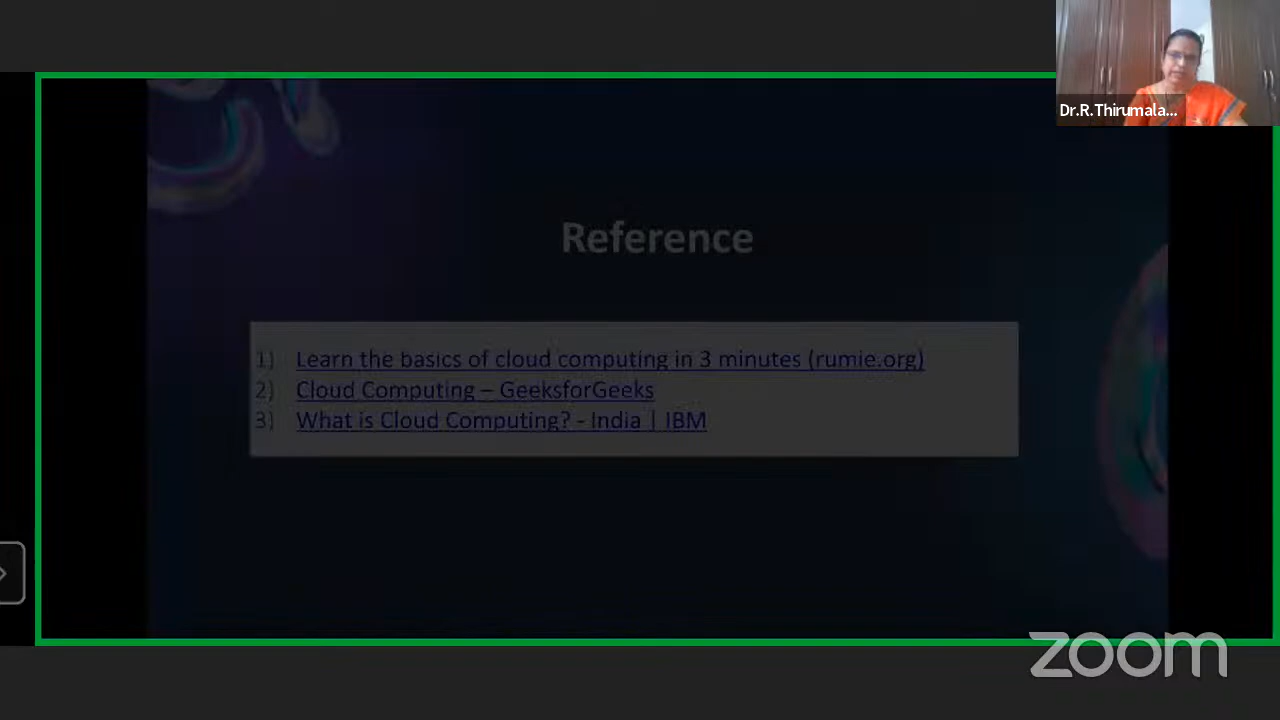 Dr.R.Thirumala...
Reference
1) Learn the basics of cloud computing in 3 minutes (rumie.org)
2) Cloud Computing – GeeksforGeeks
3) What is Cloud Computing? - India | IBM
zoom